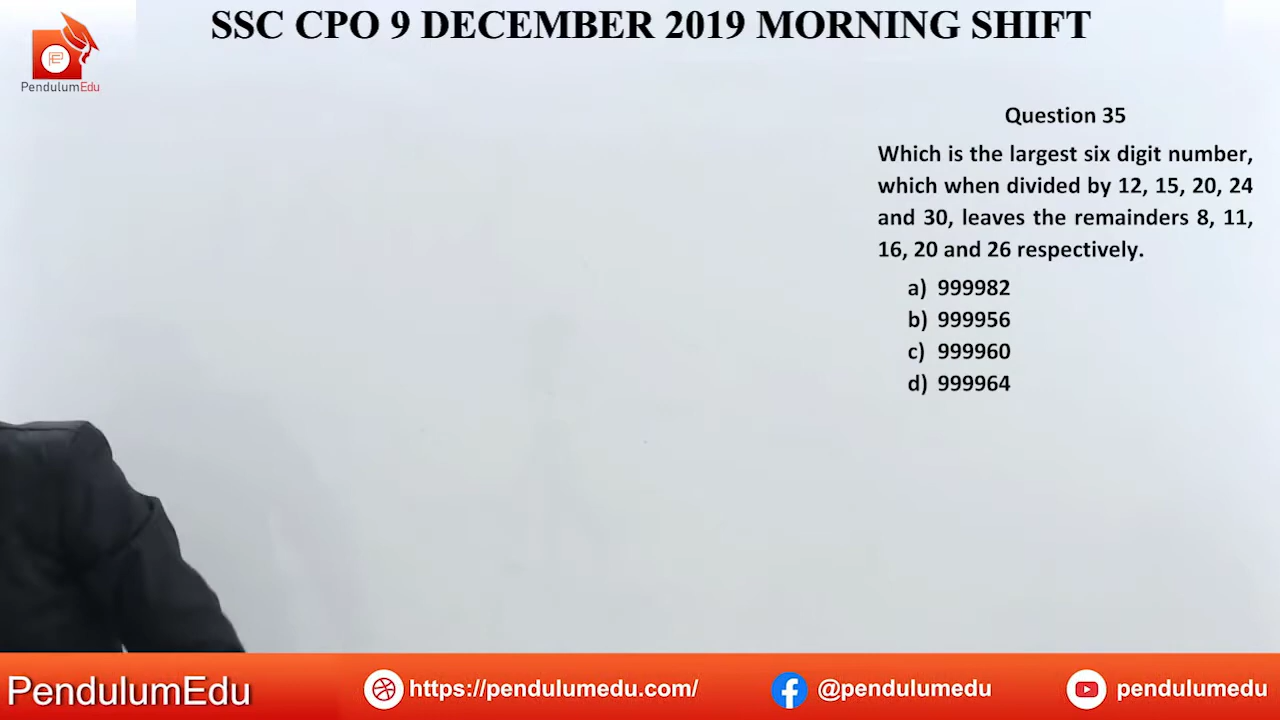 SSC CPO 9 DECEMBER 2019 MORNING SHIFT
PendulumEdu
Question 35
Which is the largest six digit number,
which when divided by 12, 15, 20, 24
and 30, leaves the remainders 8, 11,
16, 20 and 26 respectively.
a) 999982
b) 999956
c) 999960
d) 999964
PendulumEdu
https://pendulumedu.com/
@pendulumedu
pendulumedu